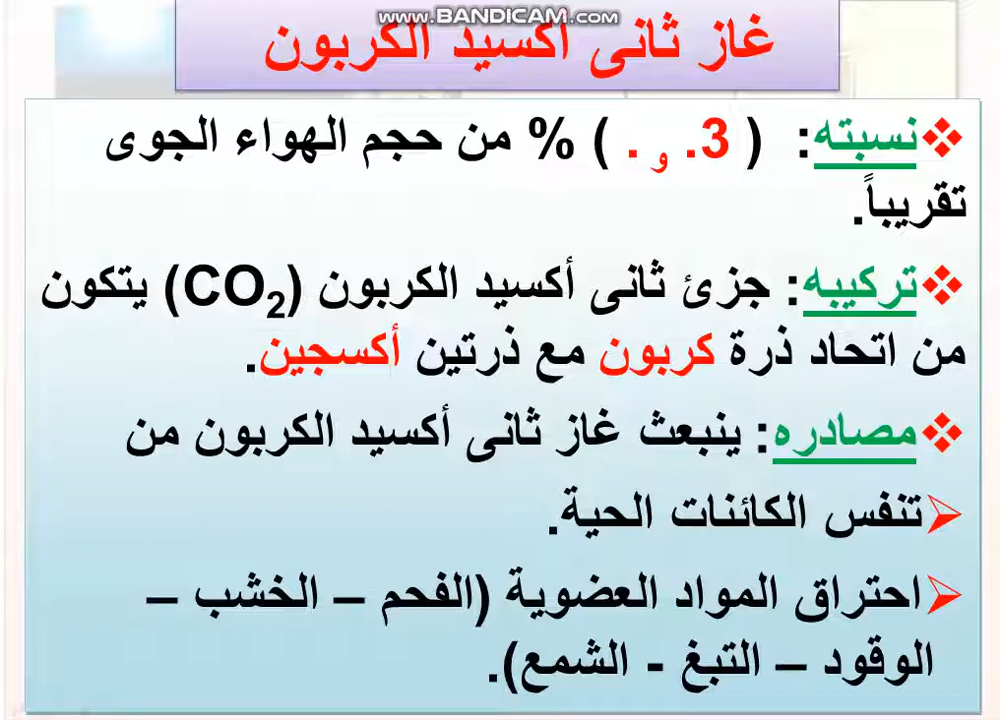 www.BANDICAM.com
غاز ثانى أكسيد الكربون
نسبته: ( 3. و . ) % من حجم الهواء الجوى
تقريباً.
تركيبه: جزئ ثانى أكسيد الكربون (CO₂) يتكون
من اتحاد ذرة كربون مع ذرتين أكسجين.
مصادره: ينبعث غاز ثانى أكسيد الكربون من
تنفس الكائنات الحية.
احتراق المواد العضوية (الفحم – الخشب –
الوقود – التبغ - الشمع).